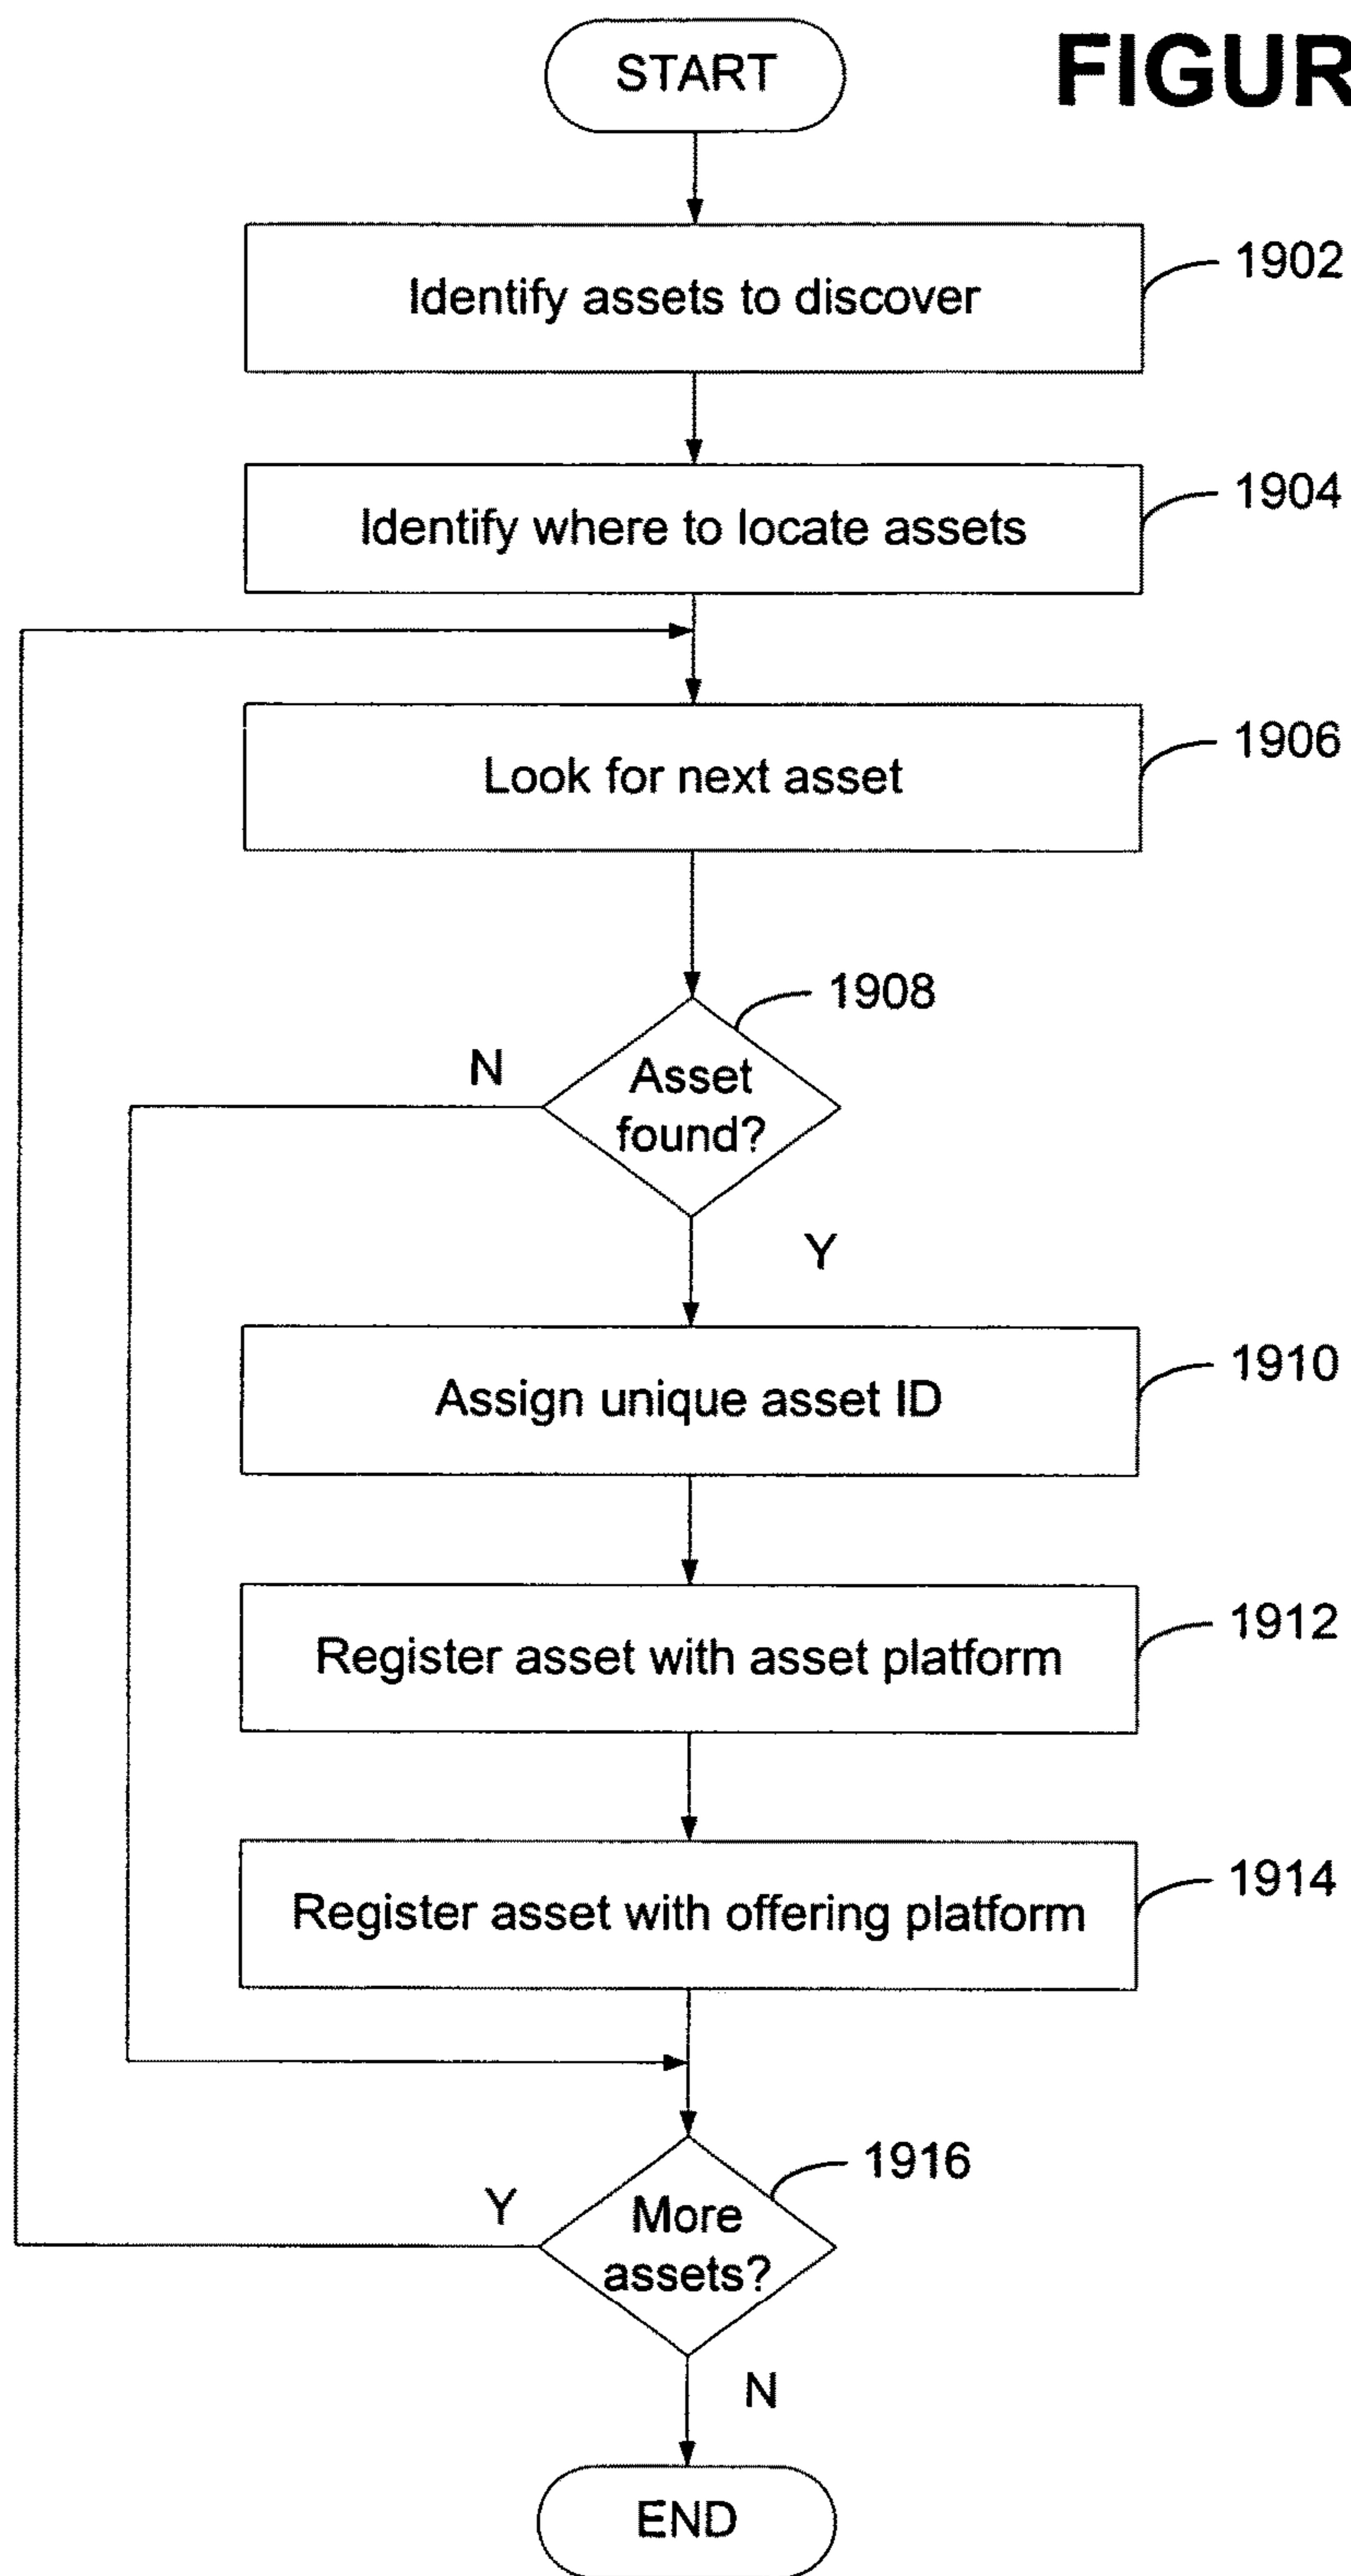 START
FIGUR
Identify assets to discover
1902
Identify where to locate assets
1904
Look for next asset
1906
1908
N
Asset
found?
Y
Assign unique asset ID
1910
Register asset with asset platform
1912
Register asset with offering platform
1914
1916
Y
More
assets?
N
END